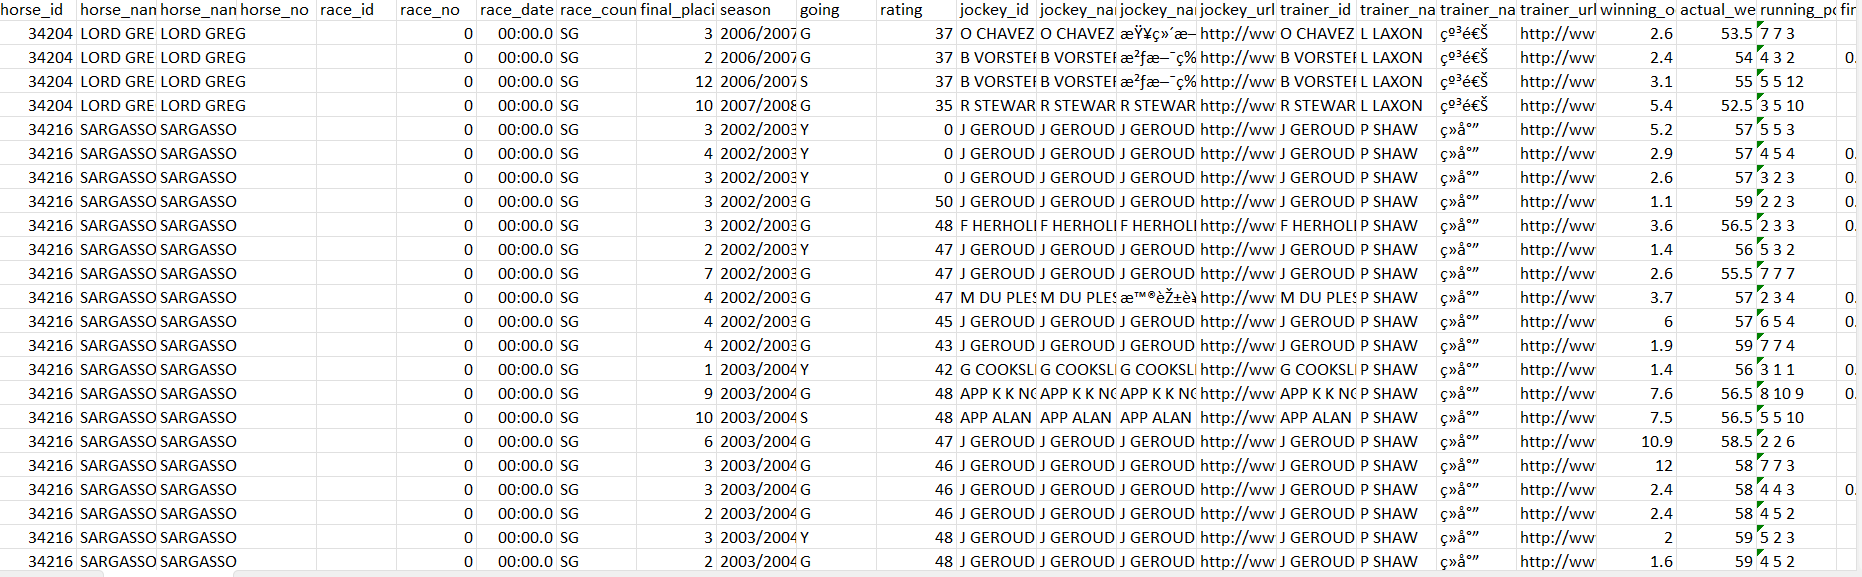 horse_id horse_nan horse_nan horse_no race_id race_no race_date race_coun final_placi season going rating jockey_id jockey_na jockey_na jockey_url trainer_id trainer_na trainer_na trainer_url winning_o actual_we running_po fir
34204 LORD GRE LORD GREG 0 00:00.0 SG 3 2006/2007 G 37 O CHAVEZ O CHAVEZ æŸ¥ç»´æ– http://ww O CHAVEZ L LAXON çº³é€Š http://ww 2.6 53.5 7 7 3
34204 LORD GRE LORD GREG 0 00:00.0 SG 2 2006/2007 G 37 B VORSTER B VORSTER æ²ƒæ–¯ç‰ http://ww B VORSTER L LAXON çº³é€Š http://ww 2.4 54 4 3 2 0.
34204 LORD GRE LORD GREG 0 00:00.0 SG 12 2006/2007 S 37 B VORSTER B VORSTER æ²ƒæ–¯ç‰ http://ww B VORSTER L LAXON çº³é€Š http://ww 3.1 55 5 5 12
34204 LORD GRE LORD GREG 0 00:00.0 SG 10 2007/2008 G 35 R STEWAR R STEWAR R STEWAR http://ww R STEWAR L LAXON çº³é€Š http://ww 5.4 52.5 3 5 10
34216 SARGASSO SARGASSO 0 00:00.0 SG 3 2002/2003 Y 0 J GEROUD J GEROUD J GEROUD http://ww J GEROUD P SHAW ç»å°” http://ww 5.2 57 5 5 3
34216 SARGASSO SARGASSO 0 00:00.0 SG 4 2002/2003 Y 0 J GEROUD J GEROUD J GEROUD http://ww J GEROUD P SHAW ç»å°” http://ww 2.9 57 4 5 4 0.
34216 SARGASSO SARGASSO 0 00:00.0 SG 3 2002/2003 Y 0 J GEROUD J GEROUD J GEROUD http://ww J GEROUD P SHAW ç»å°” http://ww 2.6 57 3 2 3 0.
34216 SARGASSO SARGASSO 0 00:00.0 SG 3 2002/2003 G 50 J GEROUD J GEROUD J GEROUD http://ww J GEROUD P SHAW ç»å°” http://ww 1.1 59 2 2 3 0.
34216 SARGASSO SARGASSO 0 00:00.0 SG 3 2002/2003 G 48 F HERHOLI F HERHOLI F HERHOLI http://ww F HERHOLI P SHAW ç»å°” http://ww 3.6 56.5 2 3 3 0.
34216 SARGASSO SARGASSO 0 00:00.0 SG 2 2002/2003 Y 47 J GEROUD J GEROUD J GEROUD http://ww J GEROUD P SHAW ç»å°” http://ww 1.4 56 5 3 2
34216 SARGASSO SARGASSO 0 00:00.0 SG 7 2002/2003 G 47 J GEROUD J GEROUD J GEROUD http://ww J GEROUD P SHAW ç»å°” http://ww 2.6 55.5 7 7 7
34216 SARGASSO SARGASSO 0 00:00.0 SG 4 2002/2003 G 47 M DU PLES M DU PLES æ™®èŽ±è¥ http://ww M DU PLES P SHAW ç»å°” http://ww 3.7 57 2 3 4 0.
34216 SARGASSO SARGASSO 0 00:00.0 SG 4 2002/2003 G 45 J GEROUD J GEROUD J GEROUD http://ww J GEROUD P SHAW ç»å°” http://ww 6 57 6 5 4 0.
34216 SARGASSO SARGASSO 0 00:00.0 SG 4 2002/2003 G 43 J GEROUD J GEROUD J GEROUD http://ww J GEROUD P SHAW ç»å°” http://ww 1.9 59 7 7 4
34216 SARGASSO SARGASSO 0 00:00.0 SG 1 2003/2004 Y 42 G COOKSL G COOKSL G COOKSL http://ww G COOKSL P SHAW ç»å°” http://ww 1.4 56 3 1 1 0.
34216 SARGASSO SARGASSO 0 00:00.0 SG 9 2003/2004 G 48 APP K K NG APP K K NG APP K K NG http://ww APP K K NG P SHAW ç»å°” http://ww 7.6 56.5 8 10 9 0.
34216 SARGASSO SARGASSO 0 00:00.0 SG 10 2003/2004 S 48 APP ALAN APP ALAN APP ALAN http://ww APP ALAN P SHAW ç»å°” http://ww 7.5 56.5 5 5 10
34216 SARGASSO SARGASSO 0 00:00.0 SG 6 2003/2004 G 47 J GEROUD J GEROUD J GEROUD http://ww J GEROUD P SHAW ç»å°” http://ww 10.9 58.5 2 2 6
34216 SARGASSO SARGASSO 0 00:00.0 SG 3 2003/2004 G 46 J GEROUD J GEROUD J GEROUD http://ww J GEROUD P SHAW ç»å°” http://ww 12 58 7 7 3
34216 SARGASSO SARGASSO 0 00:00.0 SG 3 2003/2004 G 46 J GEROUD J GEROUD J GEROUD http://ww J GEROUD P SHAW ç»å°” http://ww 2.4 58 4 4 3 0.
34216 SARGASSO SARGASSO 0 00:00.0 SG 2 2003/2004 G 46 J GEROUD J GEROUD J GEROUD http://ww J GEROUD P SHAW ç»å°” http://ww 2.4 58 4 5 2
34216 SARGASSO SARGASSO 0 00:00.0 SG 3 2003/2004 Y 48 J GEROUD J GEROUD J GEROUD http://ww J GEROUD P SHAW ç»å°” http://ww 2 59 5 2 3
34216 SARGASSO SARGASSO 0 00:00.0 SG 2 2003/2004 G 48 J GEROUD J GEROUD J GEROUD http://ww J GEROUD P SHAW ç»å°” http://ww 1.6 59 4 5 2